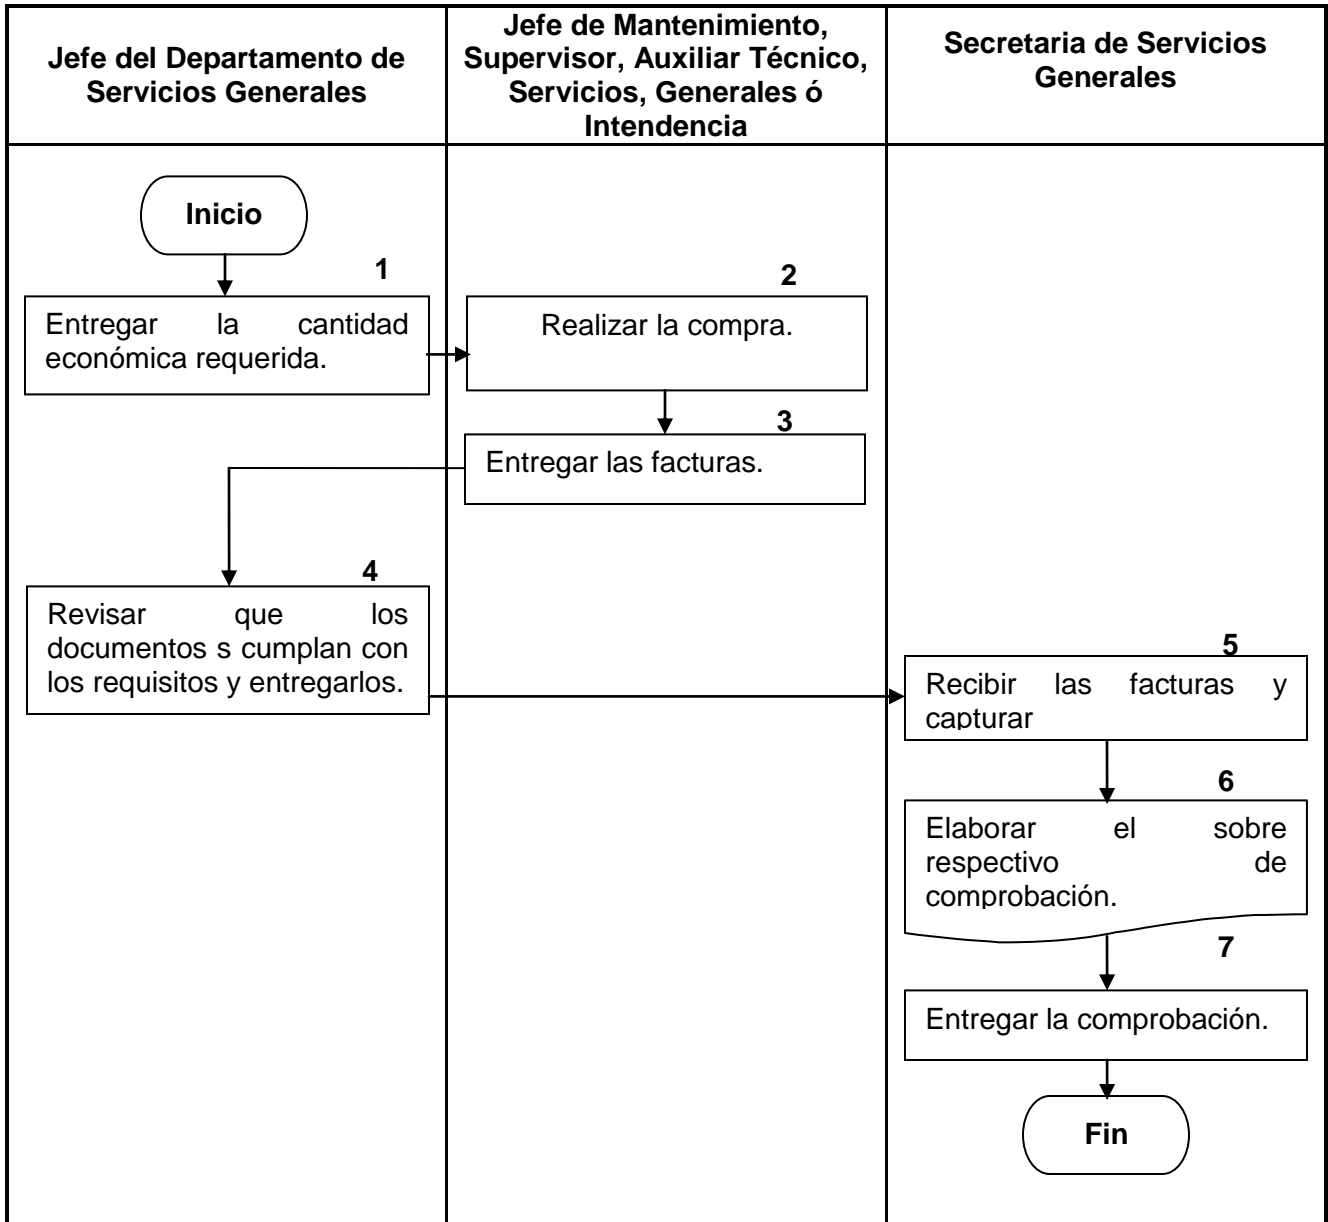 Jefe del Departamento de
Servicios Generales
Jefe de Mantenimiento,
Supervisor, Auxiliar Técnico,
Servicios, Generales ó
Intendencia
Secretaria de Servicios
Generales
Inicio
1
Entregar la cantidad
económica requerida.
2
Realizar la compra.
3
Entregar las facturas.
4
Revisar que los
documentos s cumplan con
los requisitos y entregarlos.
5
Recibir las facturas y
capturar
6
Elaborar el sobre
respectivo de
comprobación.
7
Entregar la comprobación.
Fin